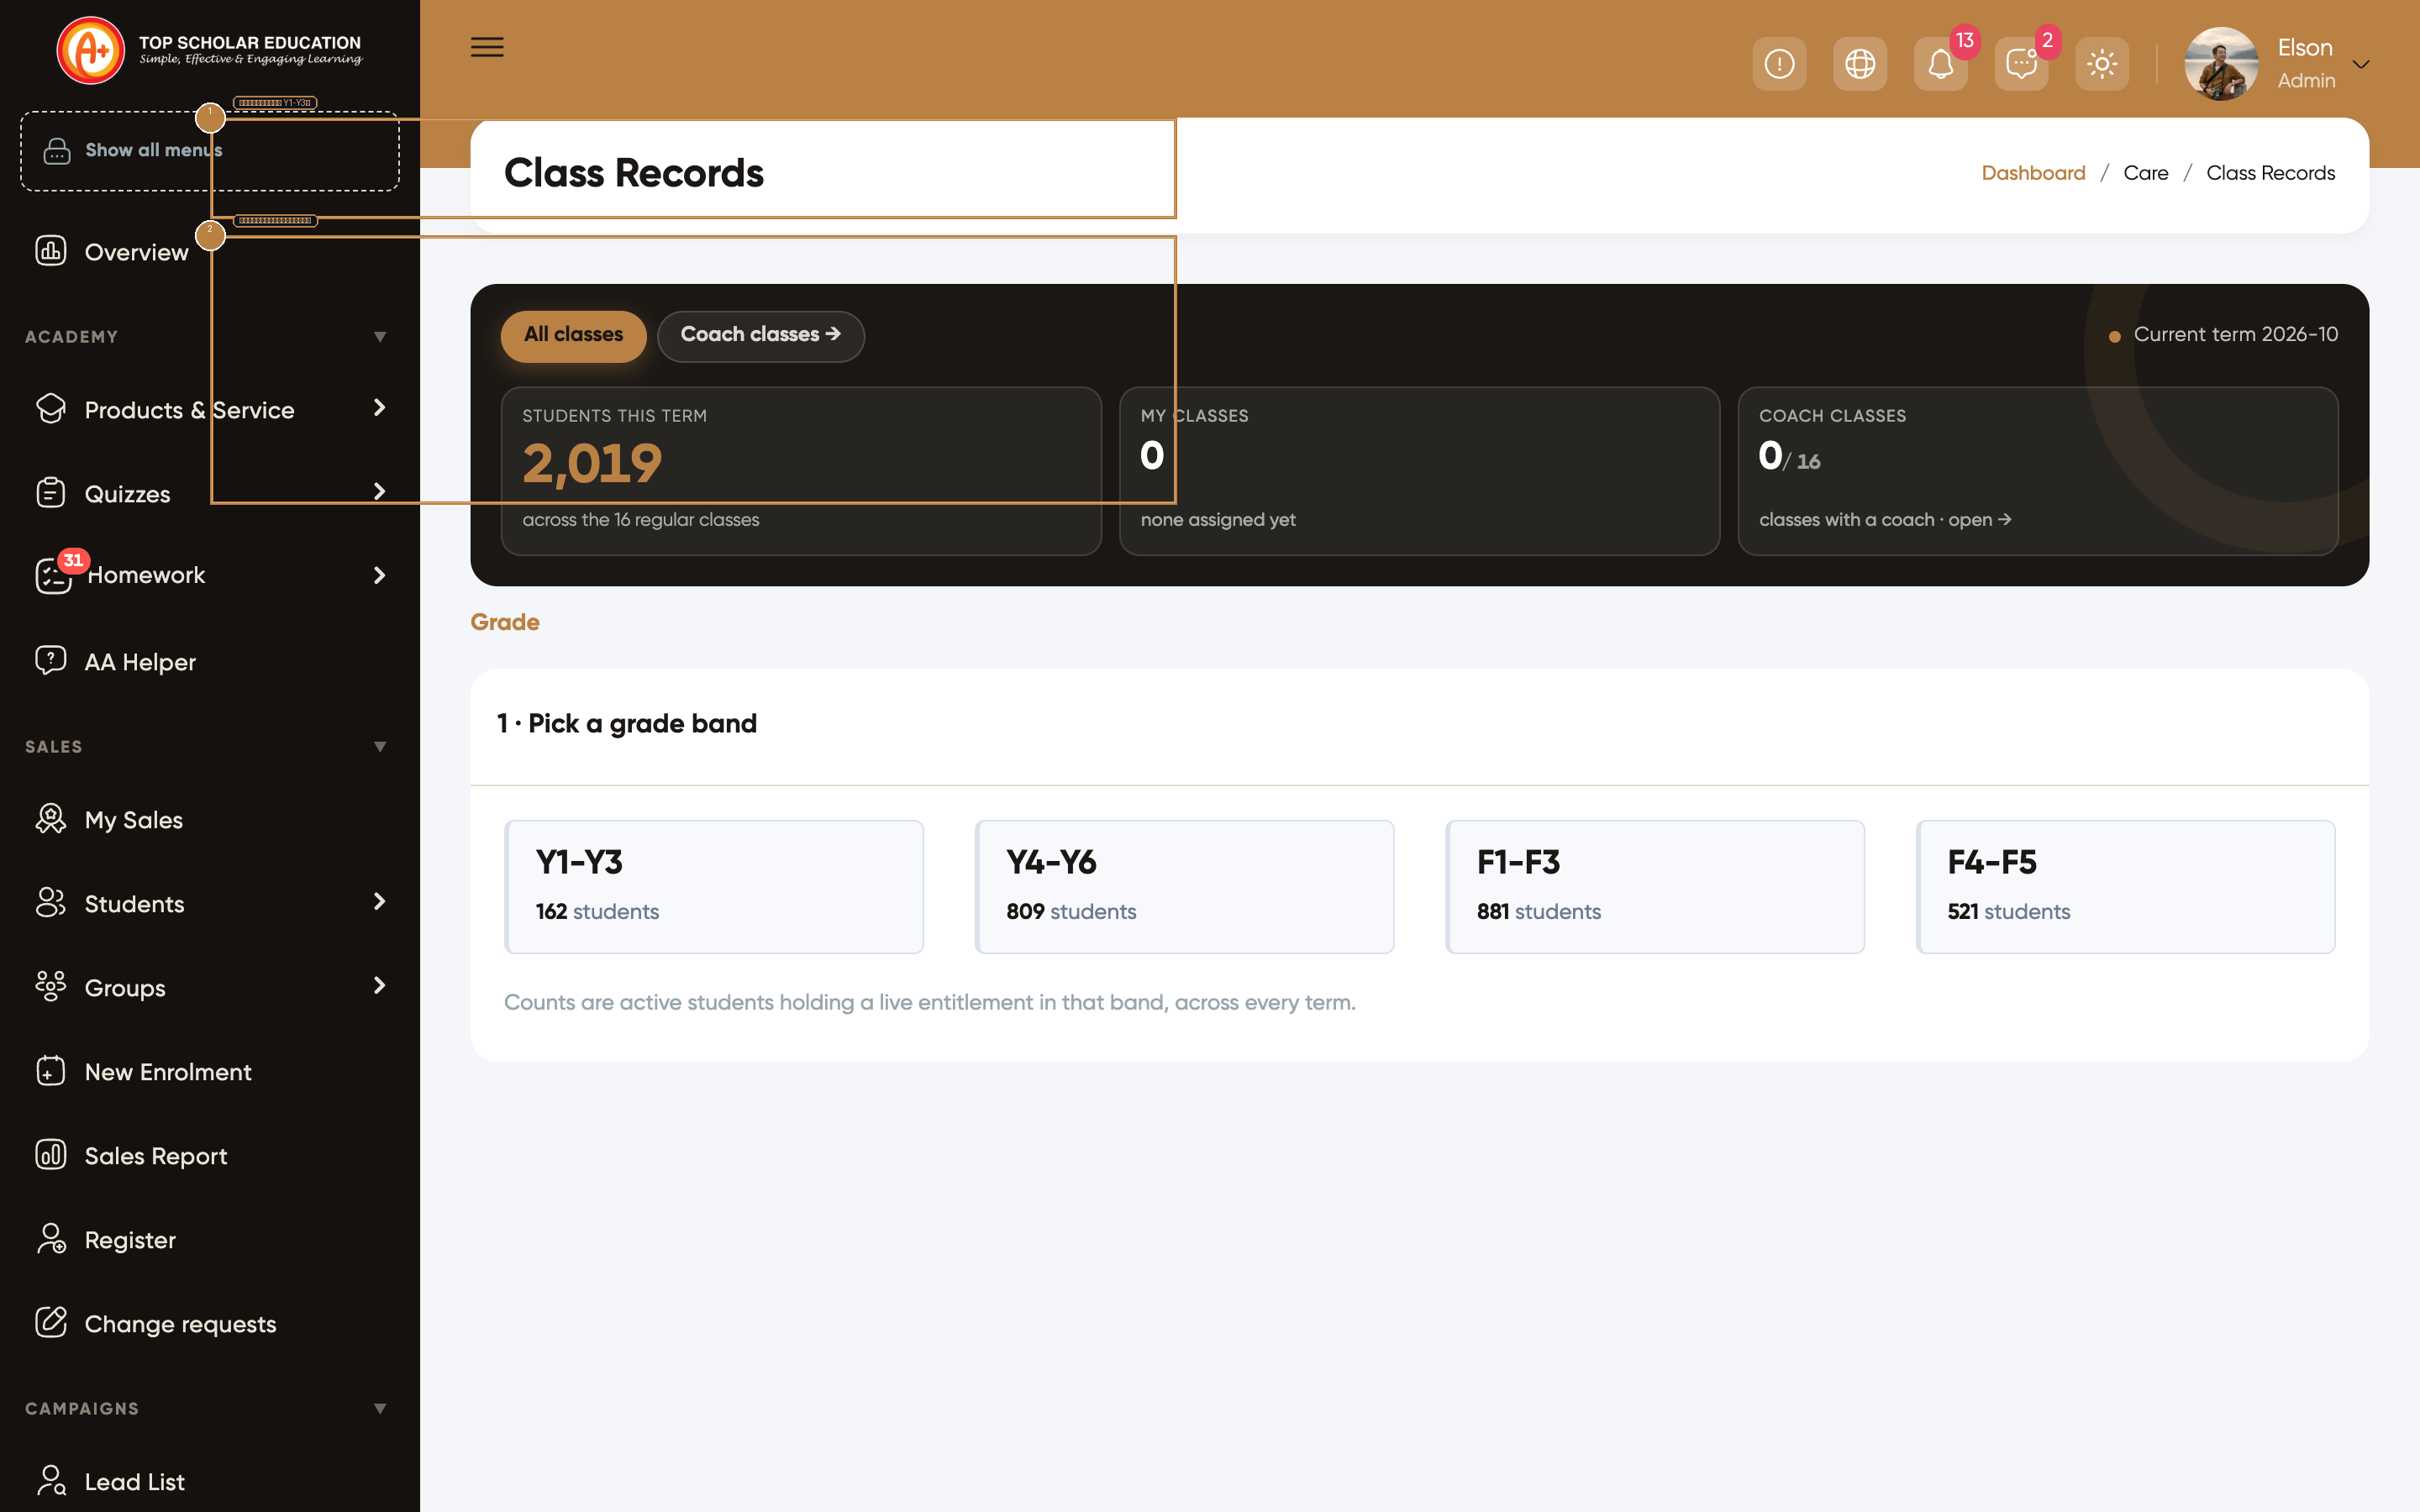 A+
TOP SCHOLAR EDUCATION
Simple, Effective & Engaging Learning
Show all menus
Overview
ACADEMY
Products & Service
Quizzes
31
Homework
AA Helper
SALES
My Sales
Students
Groups
New Enrolment
Sales Report
Register
Change requests
CAMPAIGNS
Lead List
1
Y1-Y3
2
13
2
Elson
Admin
Class Records
Dashboard / Care / Class Records
All classes
Coach classes →
Current term 2026-10
STUDENTS THIS TERM
2,019
across the 16 regular classes
MY CLASSES
0
none assigned yet
COACH CLASSES
0 / 16
classes with a coach · open →
Grade
1 · Pick a grade band
Y1-Y3
162 students
Y4-Y6
809 students
F1-F3
881 students
F4-F5
521 students
Counts are active students holding a live entitlement in that band, across every term.